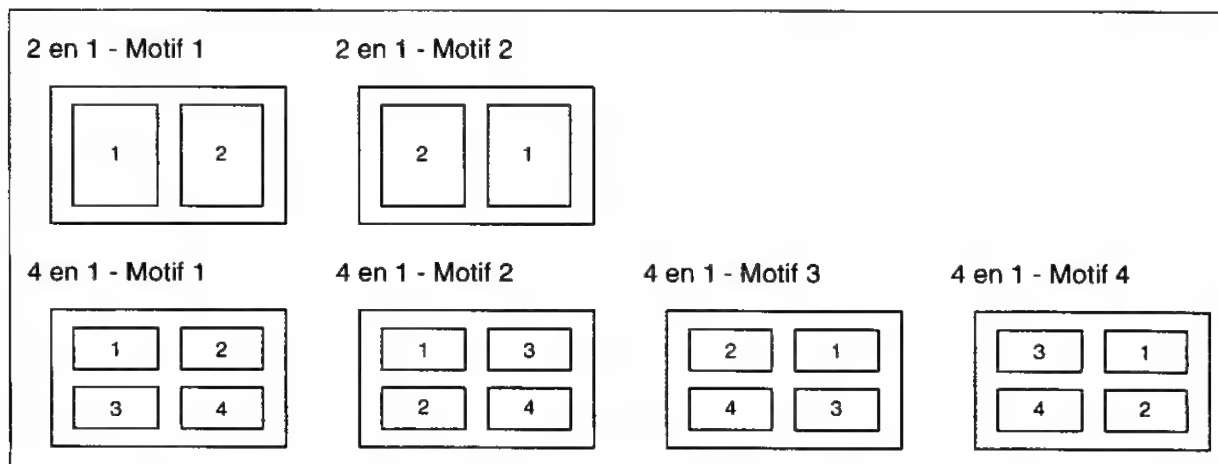 2 en 1 - Motif 1 2 en 1 - Motif 2
1 2 2 1
4 en 1 - Motif 1 4 en 1 - Motif 2 4 en 1 - Motif 3 4 en 1 - Motif 4
1 2 1 3 2 1 3 1
3 4 2 4 4 3 4 2